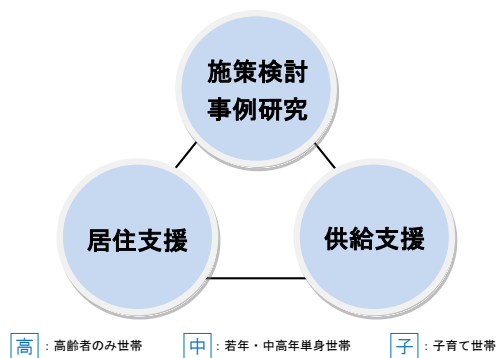 施策検討
事例研究
居住支援
供給支援
高：高齢者のみ世帯 中：若年・中高年単身世帯 子：子育て世帯